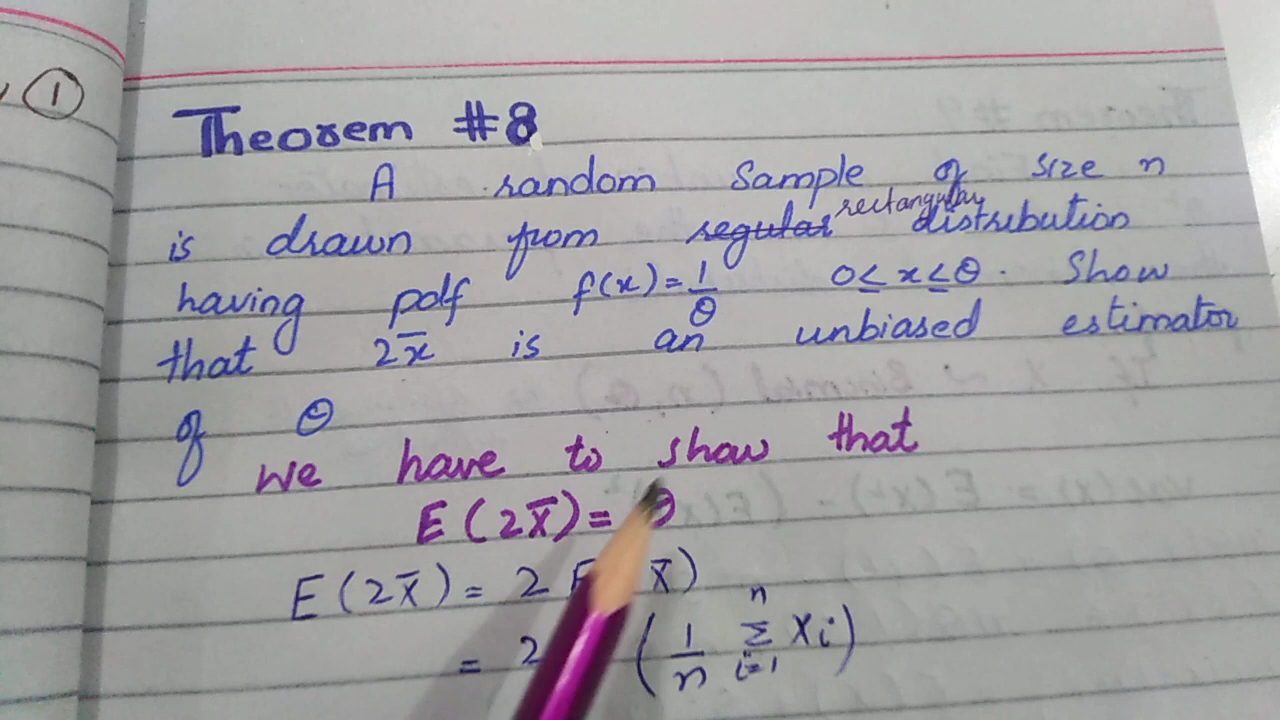 1
Theorem #8
A random sample of size n
is drawn from regular rectangular distribution
having pdf f(x)=1/θ 0≤x≤θ. Show
that 2x̄ is an unbiased estimator
of θ
We have to show that
E(2X̄)= θ
E(2X̄)= 2 E X̄)
= 2 (1/n Σ i=1 n Xi)